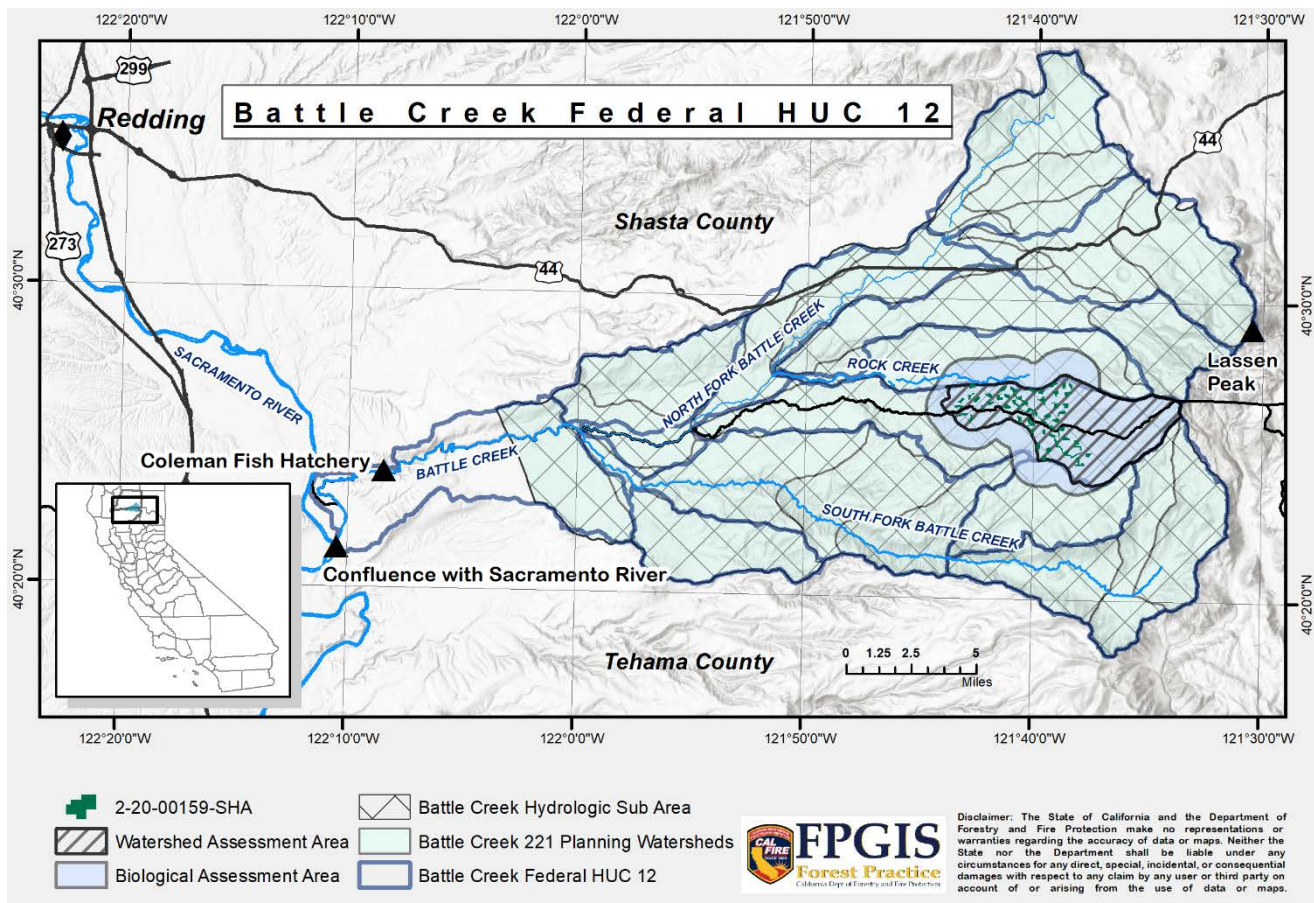 122°20'0"W 122°10'0"W 122°0'0"W 121°50'0"W 121°40'0"W 121°30'0"W
299
Redding
Battle Creek Federal HUC 12
44
Shasta County
273
44
40°30'0"N
40°30'0"N
NORTH FORK BATTLE CREEK
ROCK CREEK
Lassen
Peak
SACRAMENTO RIVER
Coleman Fish Hatchery
BATTLE CREEK
SOUTH FORK BATTLE CREEK
Confluence with Sacramento River
40°20'0"N
40°20'0"N
Tehama County
0 1.25 2.5 5
Miles
122°20'0"W 122°10'0"W 122°0'0"W 121°50'0"W 121°40'0"W 121°30'0"W
2-20-00159-SHA
Watershed Assessment Area
Biological Assessment Area
Battle Creek Hydrologic Sub Area
Battle Creek 221 Planning Watersheds
Battle Creek Federal HUC 12
CAL
FIRE
FPGIS
Forest Practice
California Dept of Forestry and Fire Protection
Disclaimer: The State of California and the Department of
Forestry and Fire Protection make no representations or
warranties regarding the accuracy of data or maps. Neither the
State nor the Department shall be liable under any
circumstances for any direct, special, incidental, or consequential
damages with respect to any claim by any user or third party on
account of or arising from the use of data or maps.